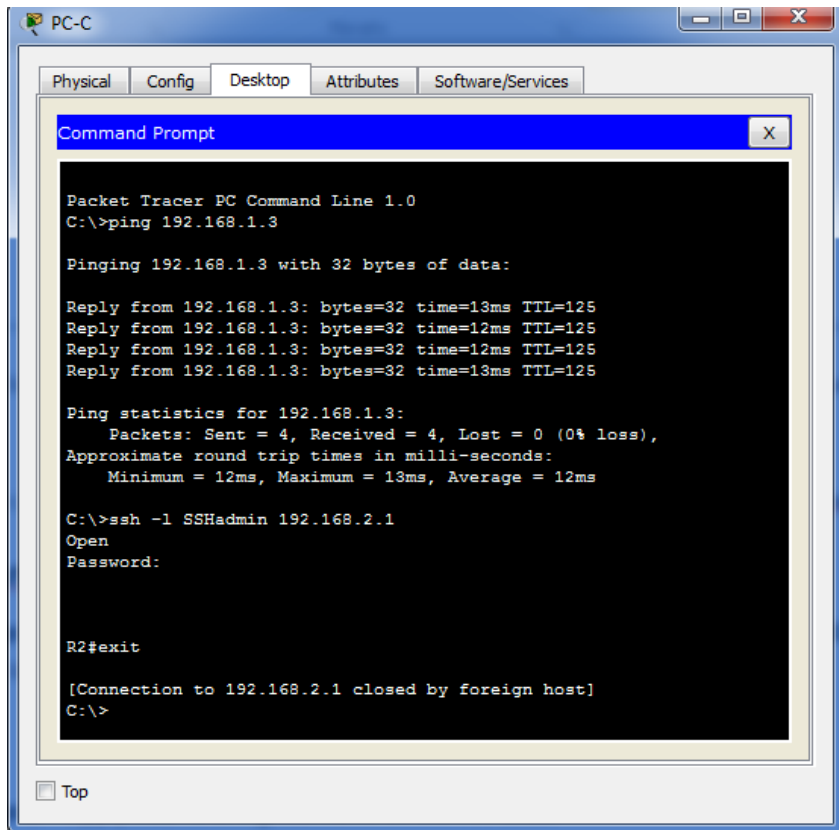 PC-C
Physical Config Desktop Attributes Software/Services
Command Prompt X
Packet Tracer PC Command Line 1.0
C:\>ping 192.168.1.3
Pinging 192.168.1.3 with 32 bytes of data:
Reply from 192.168.1.3: bytes=32 time=13ms TTL=125
Reply from 192.168.1.3: bytes=32 time=12ms TTL=125
Reply from 192.168.1.3: bytes=32 time=12ms TTL=125
Reply from 192.168.1.3: bytes=32 time=13ms TTL=125
Ping statistics for 192.168.1.3:
Packets: Sent = 4, Received = 4, Lost = 0 (0% loss),
Approximate round trip times in milli-seconds:
Minimum = 12ms, Maximum = 13ms, Average = 12ms
C:\>ssh -l SSHadmin 192.168.2.1
Open
Password:
R2#exit
[Connection to 192.168.2.1 closed by foreign host]
C:\>
Top